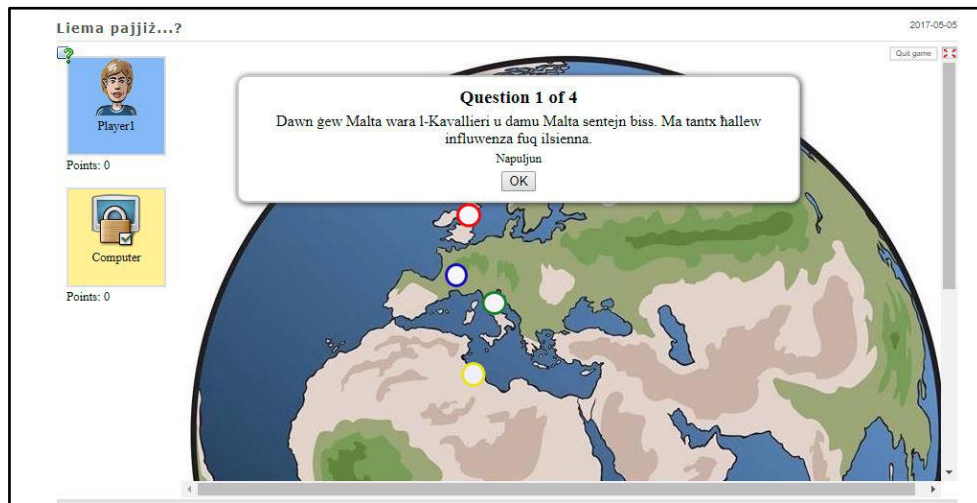 Liema pajjiż...?
2017-05-05
Quit game
Player1
Points: 0
Computer
Points: 0
Question 1 of 4
Dawn ġew Malta wara l-Kavallieri u damu Malta sentejn biss. Ma tantx ħallew
influwenza fuq ilsienna.
Napuljun
OK